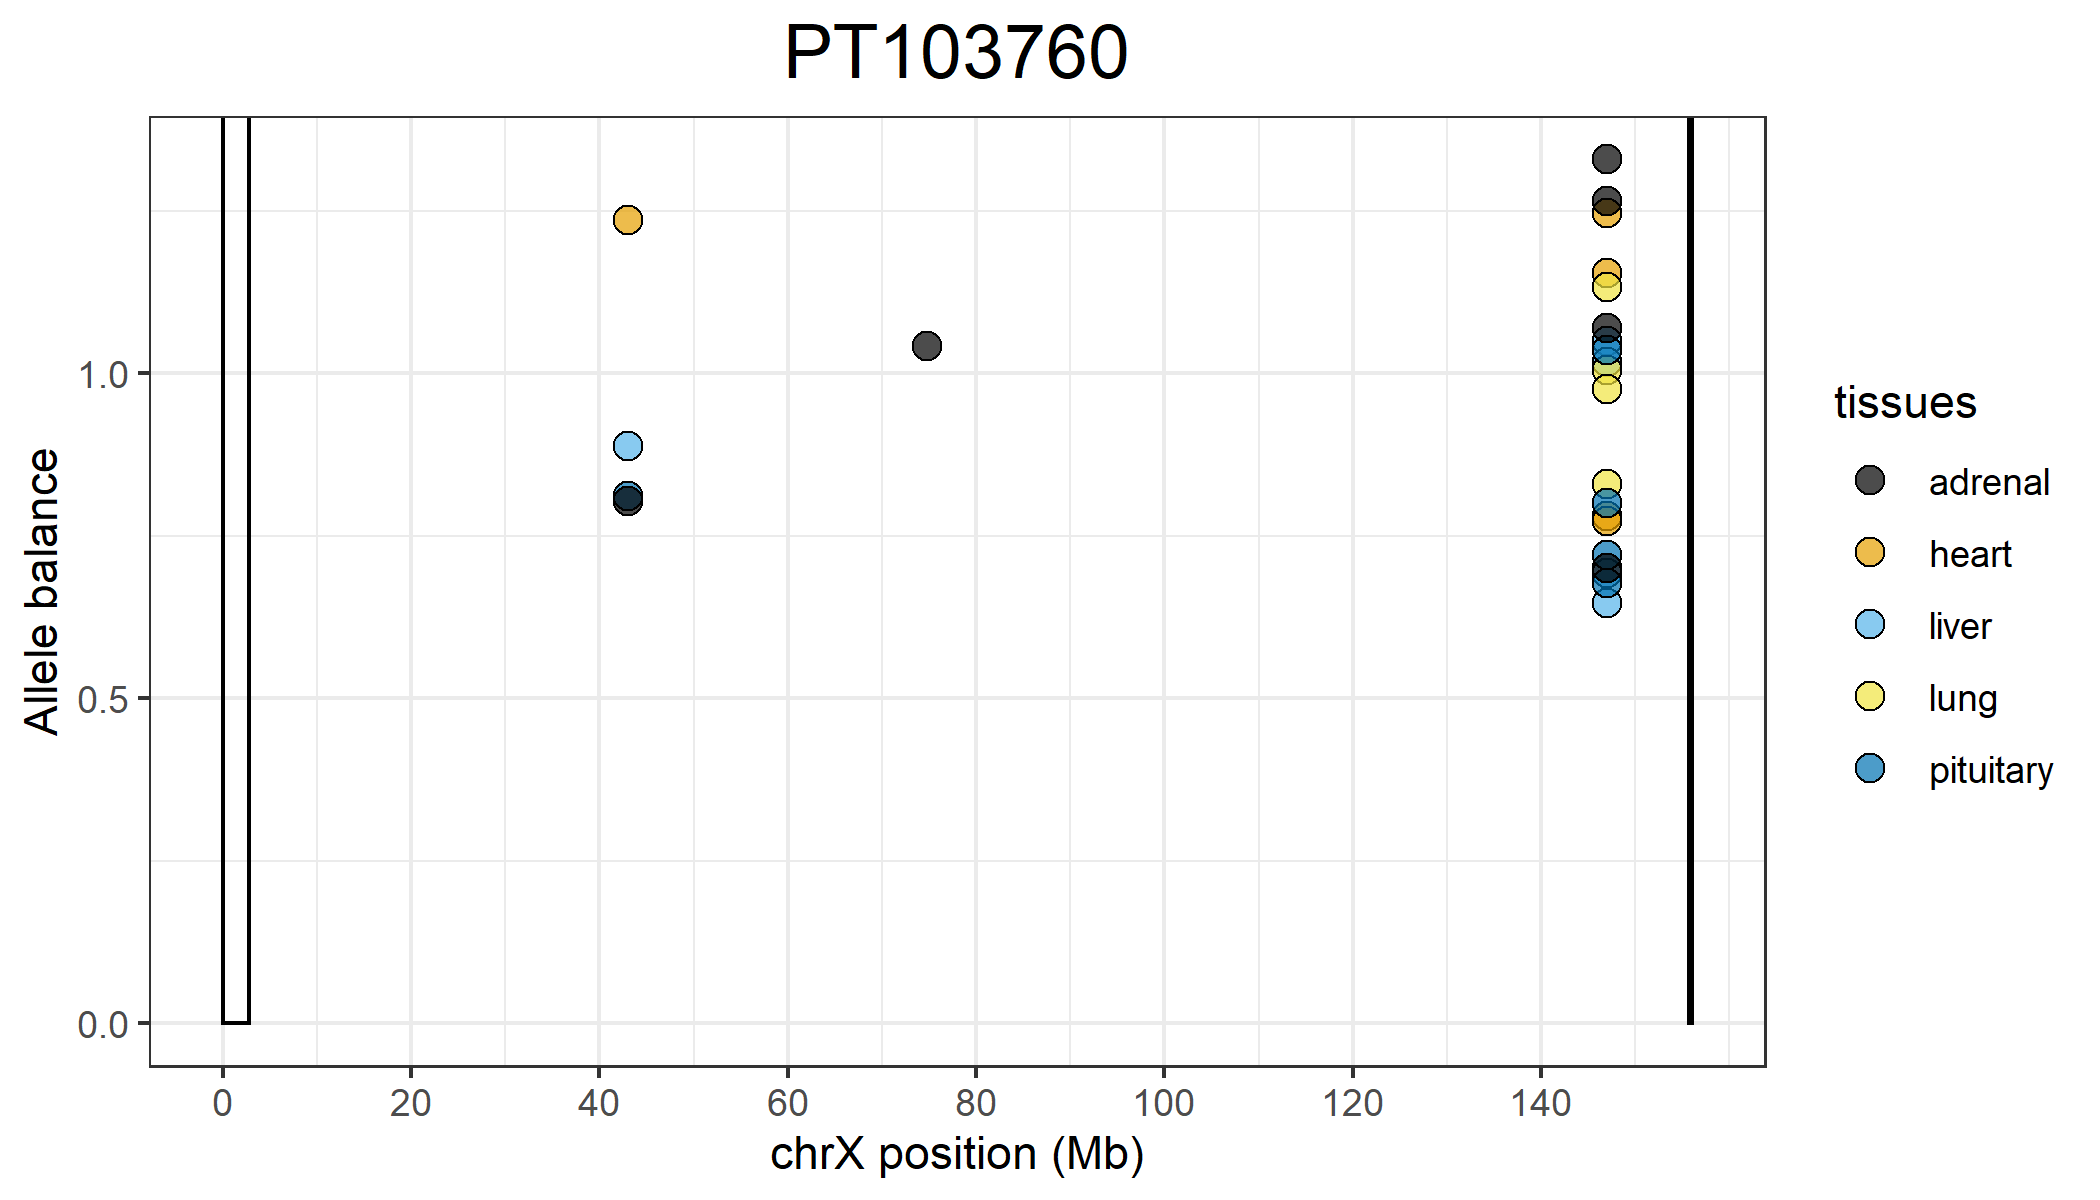 PT103760
Allele balance
1.0
0.5
0.0
0 20 40 60 80 100 120 140
chrX position (Mb)
tissues
adrenal
heart
liver
lung
pituitary